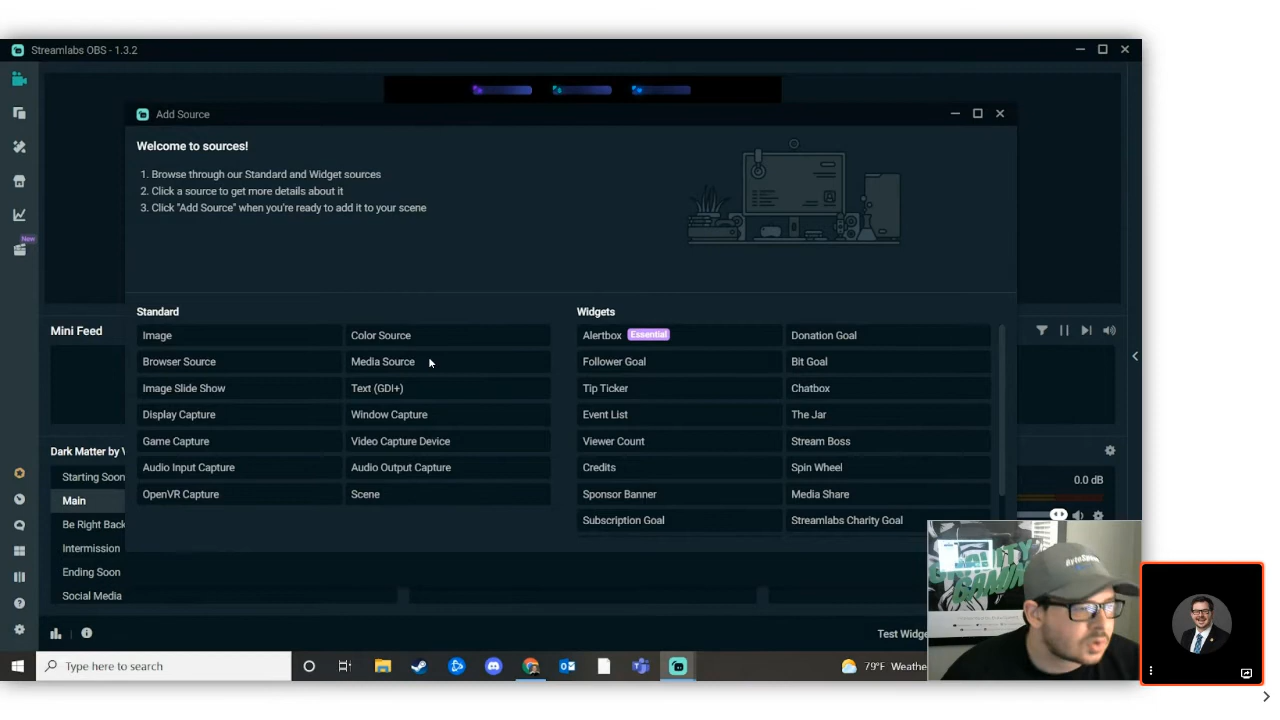 Streamlabs OBS - 1.3.2
Add Source
Welcome to sources!
1. Browse through our Standard and Widget sources
2. Click a source to get more details about it
3. Click "Add Source" when you're ready to add it to your scene
New
Mini Feed
Standard
Widgets
Image
Color Source
Alertbox Essential
Donation Goal
Browser Source
Media Source
Follower Goal
Bit Goal
Image Slide Show
Text (GDI+)
Tip Ticker
Chatbox
Display Capture
Window Capture
Event List
The Jar
Game Capture
Video Capture Device
Viewer Count
Stream Boss
Audio Input Capture
Audio Output Capture
Credits
Spin Wheel
OpenVR Capture
Scene
Sponsor Banner
Media Share
Subscription Goal
Streamlabs Charity Goal
Dark Matter by V
Starting Soon
Main
Be Right Back
Intermission
Ending Soon
Social Media
0.0 dB
Test Widge
GAMIN
Type here to search
79°F Weathe